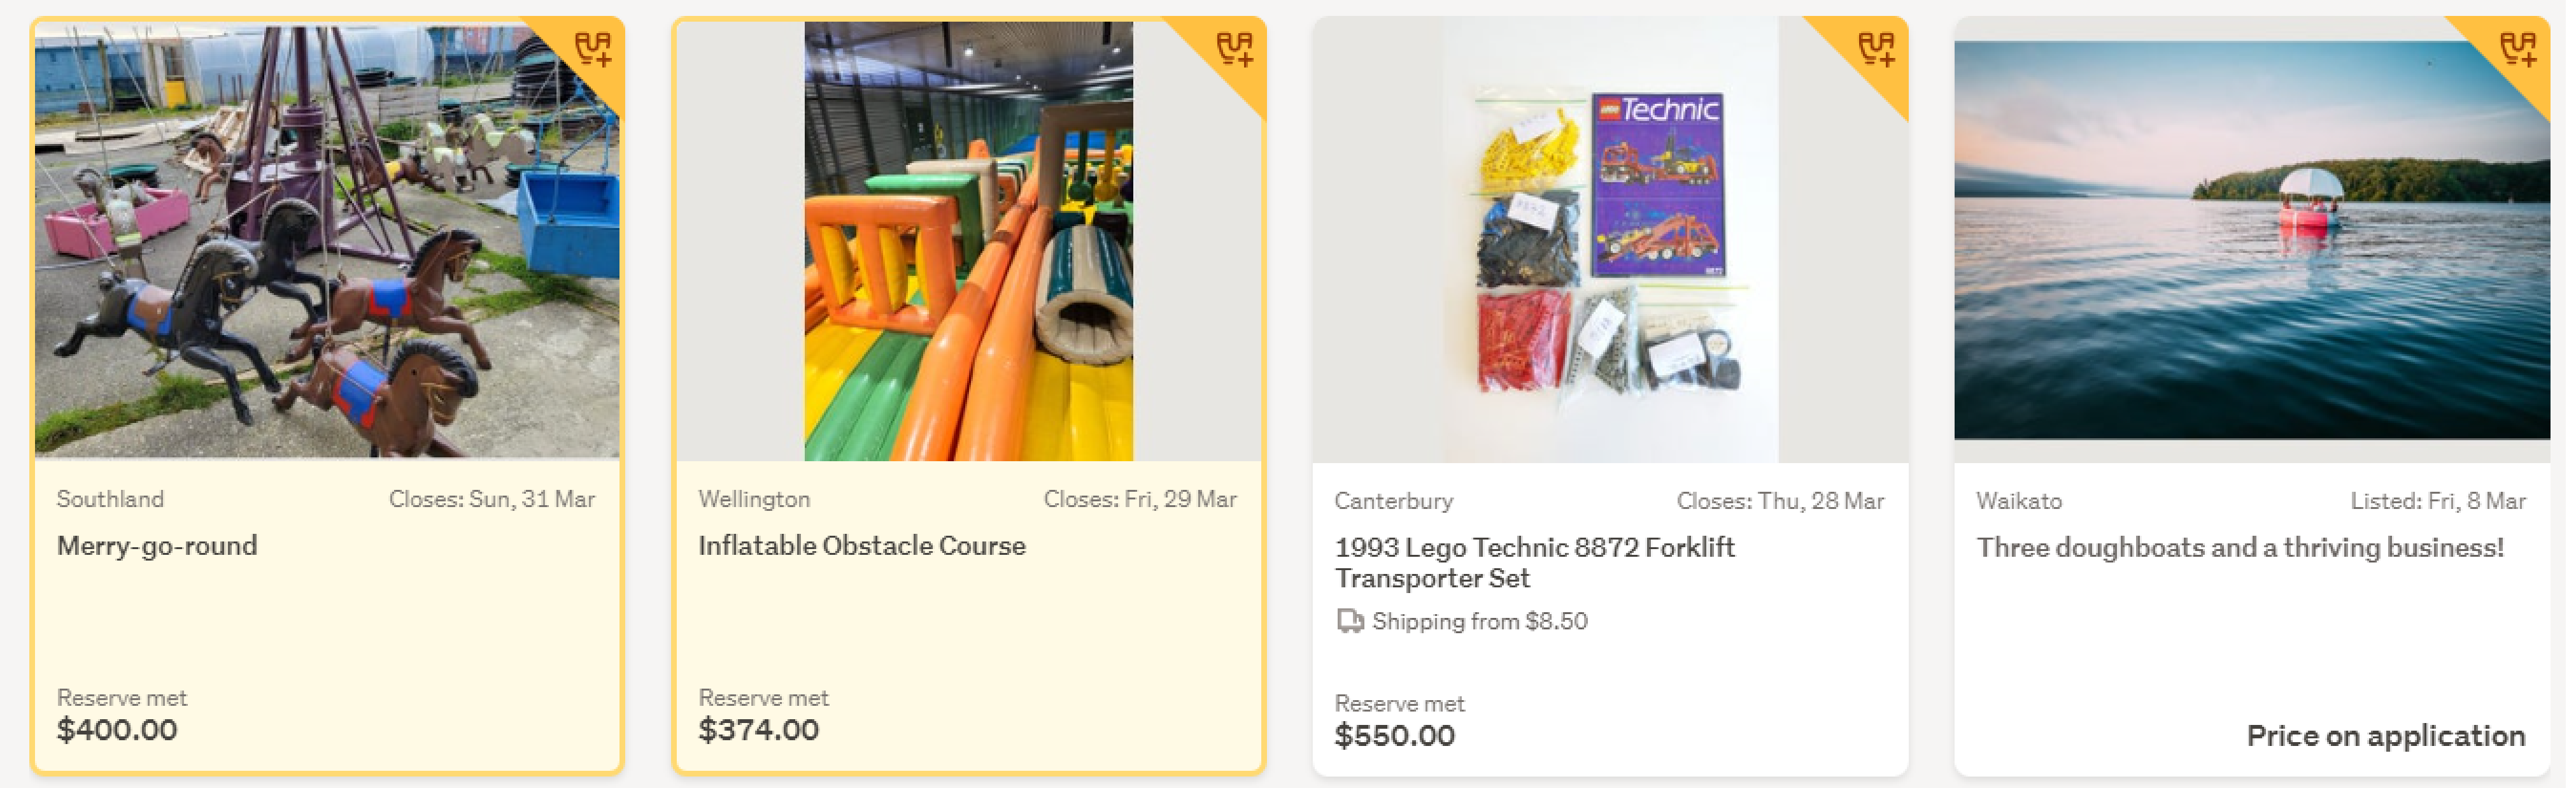 LEGO Technic
8872
Southland
Closes: Sun, 31 Mar
Merry-go-round
Reserve met
$400.00
Wellington
Closes: Fri, 29 Mar
Inflatable Obstacle Course
Reserve met
$374.00
Canterbury
Closes: Thu, 28 Mar
1993 Lego Technic 8872 Forklift
Transporter Set
Shipping from $8.50
Reserve met
$550.00
Waikato
Listed: Fri, 8 Mar
Three doughboats and a thriving business!
Price on application